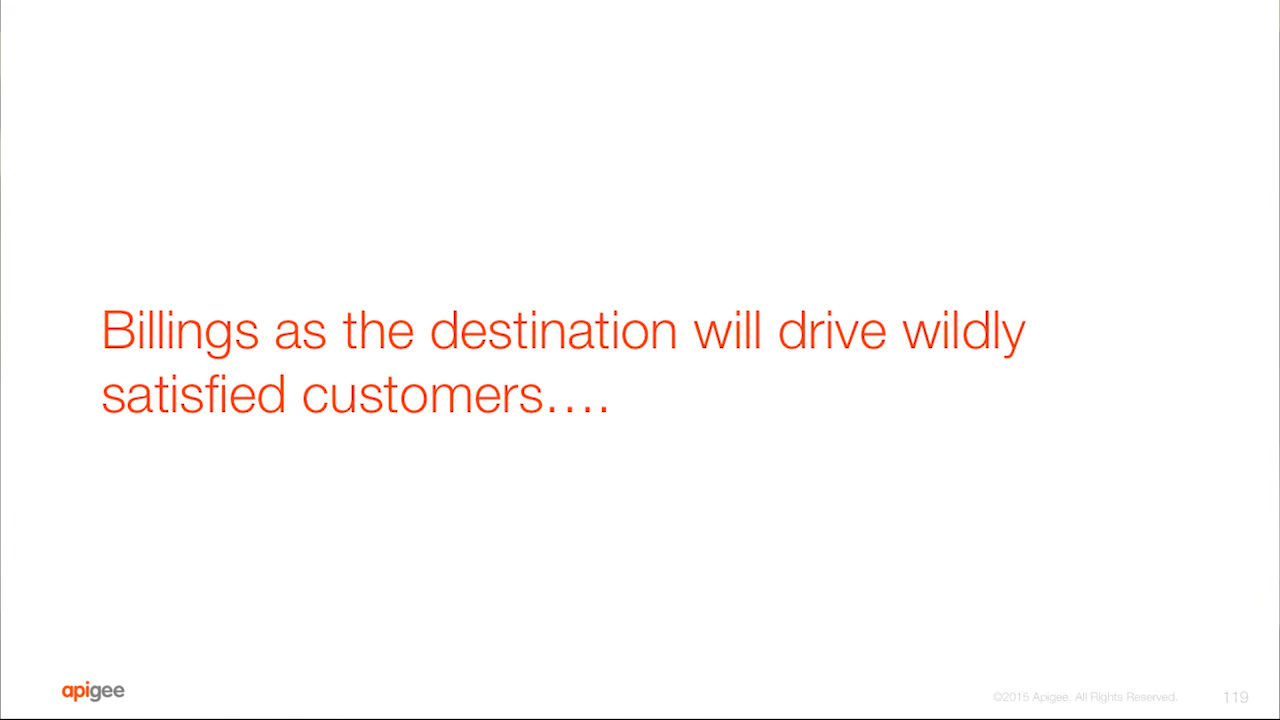 Billings as the destination will drive wildly
satisfied customers….
apigee
©2015 Apigee. All Rights Reserved.
119